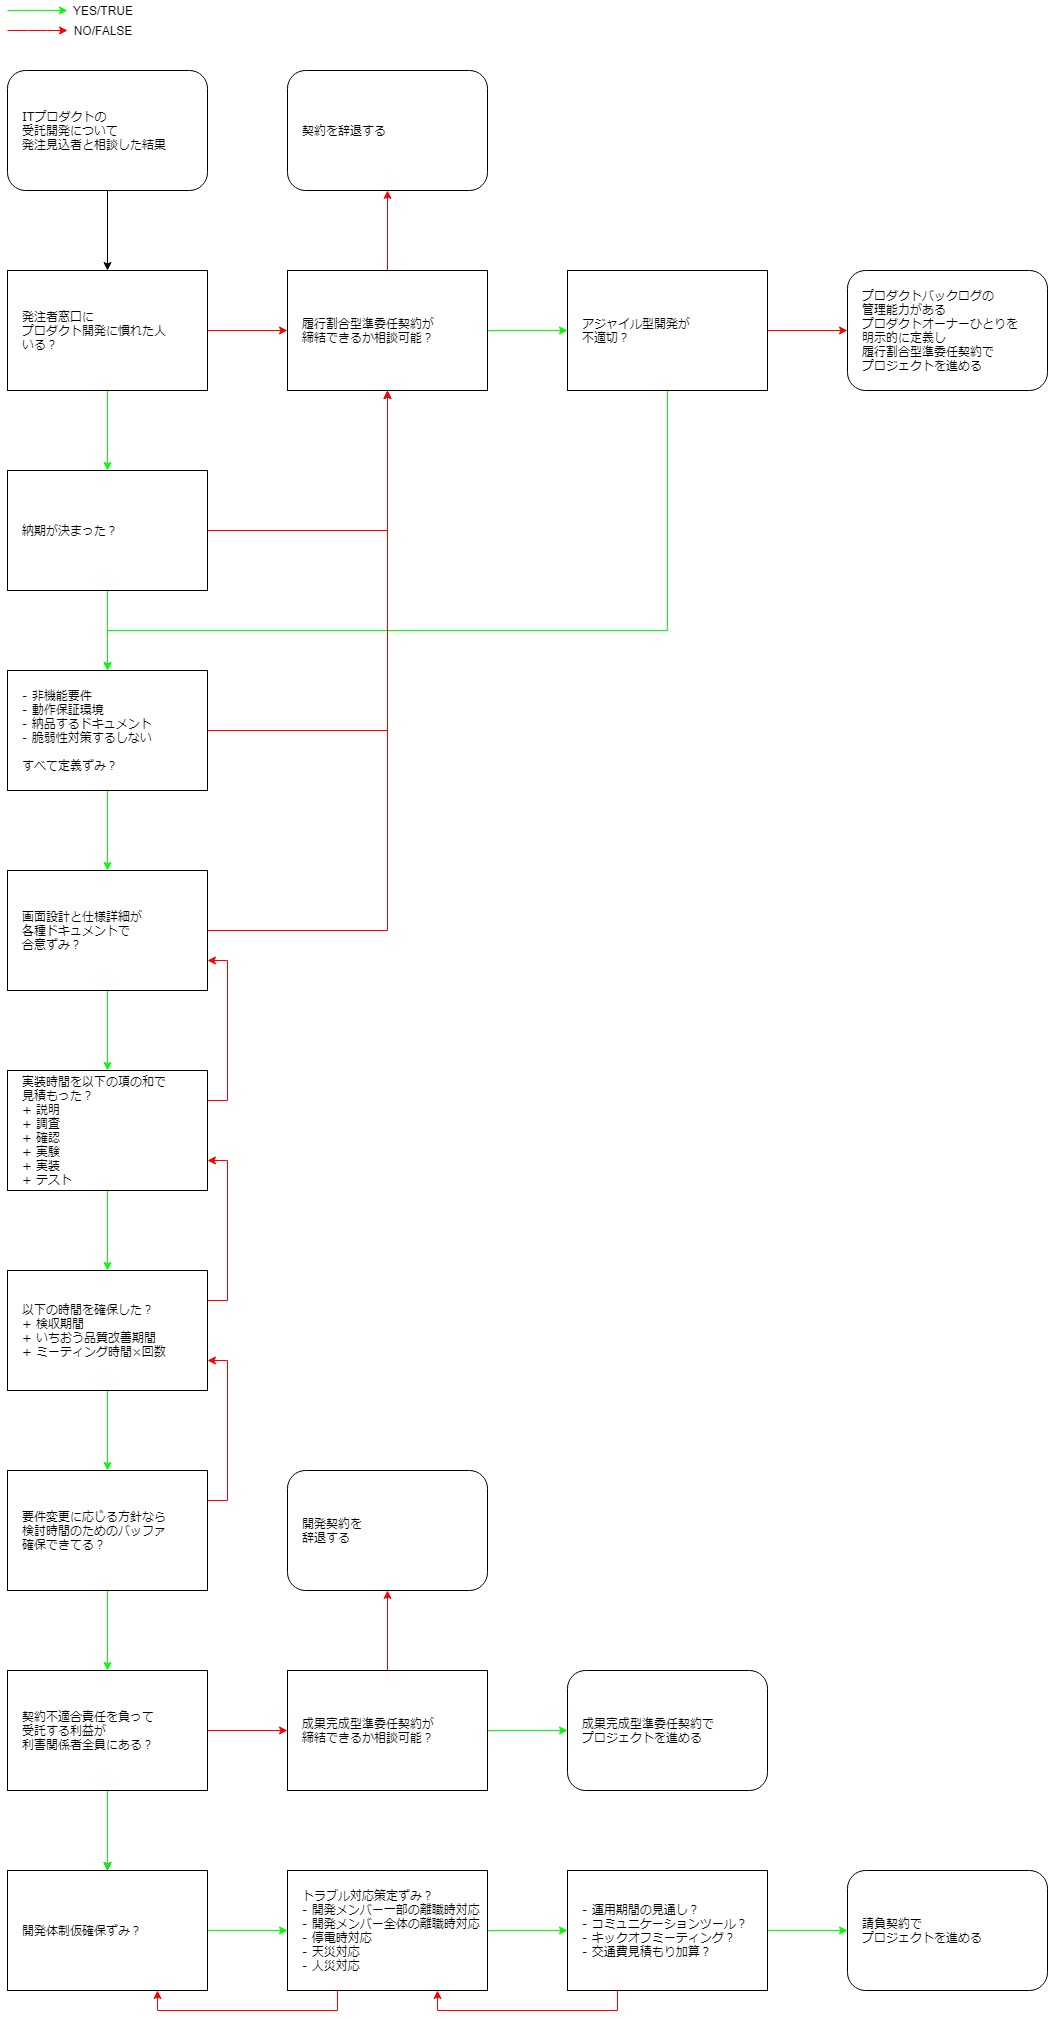 YES/TRUE
NO/FALSE
ITプロダクトの
受託開発について
発注見込者と相談した結果
契約を辞退する
発注者窓口に
プロダクト開発に慣れた人
いる？
履行割合型準委任契約が
締結できるか相談可能？
アジャイル型開発が
不適切？
プロダクトバックログの
管理能力がある
プロダクトオーナーひとりを
明示的に定義し
履行割合型準委任契約で
プロジェクトを進める
納期が決まった？
- 非機能要件
- 動作保証環境
- 納品するドキュメント
- 脆弱性対策するしない
すべて定義ずみ？
画面設計と仕様詳細が
各種ドキュメントで
合意ずみ？
実装時間を以下の項の和で
見積もった？
+ 説明
+ 調査
+ 確認
+ 実験
+ 実装
+ テスト
以下の時間を確保した？
+ 検収期間
+ いちおう品質改善期間
+ ミーティング時間×回数
要件変更に応じる方針なら
検討時間のためのバッファ
確保できてる？
開発契約を
辞退する
契約不適合責任を負って
受託する利益が
利害関係者全員にある？
成果完成型準委任契約が
締結できるか相談可能？
成果完成型準委任契約で
プロジェクトを進める
開発体制仮確保ずみ？
トラブル対応策定ずみ？
- 開発メンバー一部の離職時対応
- 開発メンバー全体の離職時対応
- 停電時対応
- 天災対応
- 人災対応
- 運用期間の見通し？
- コミュニケーションツール？
- キックオフミーティング？
- 交通費見積もり加算？
請負契約で
プロジェクトを進める